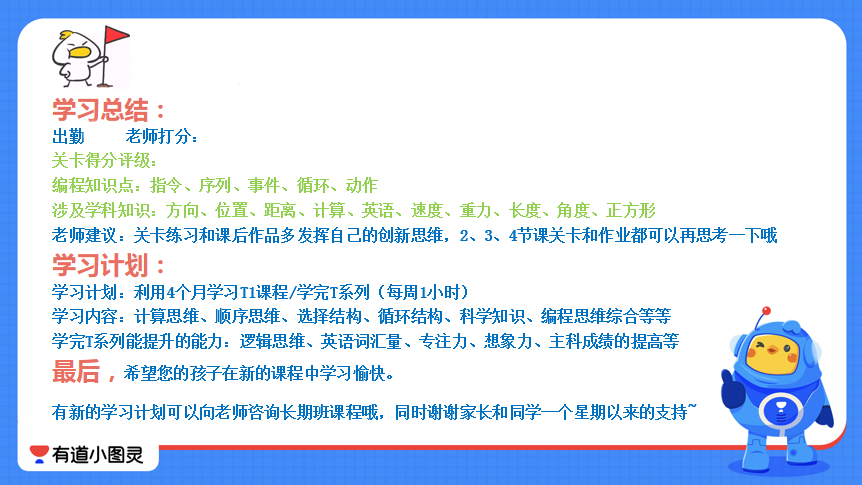 学习总结：
出勤 老师打分：
关卡得分评级：
编程知识点：指令、序列、事件、循环、动作
涉及学科知识：方向、位置、距离、计算、英语、速度、重力、长度、角度、正方形
老师建议：关卡练习和课后作品多发挥自己的创新思维，2、3、4节课关卡和作业都可以再思考一下哦
学习计划：
学习计划：利用4个月学习T1课程/学完T系列（每周1小时）
学习内容：计算思维、顺序思维、选择结构、循环结构、科学知识、编程思维综合等等
学完T系列能提升的能力：逻辑思维、英语词汇量、专注力、想象力、主科成绩的提高等
最后，希望您的孩子在新的课程中学习愉快。
有新的学习计划可以向老师咨询长期班课程哦，同时谢谢家长和同学一个星期以来的支持~
有道小图灵